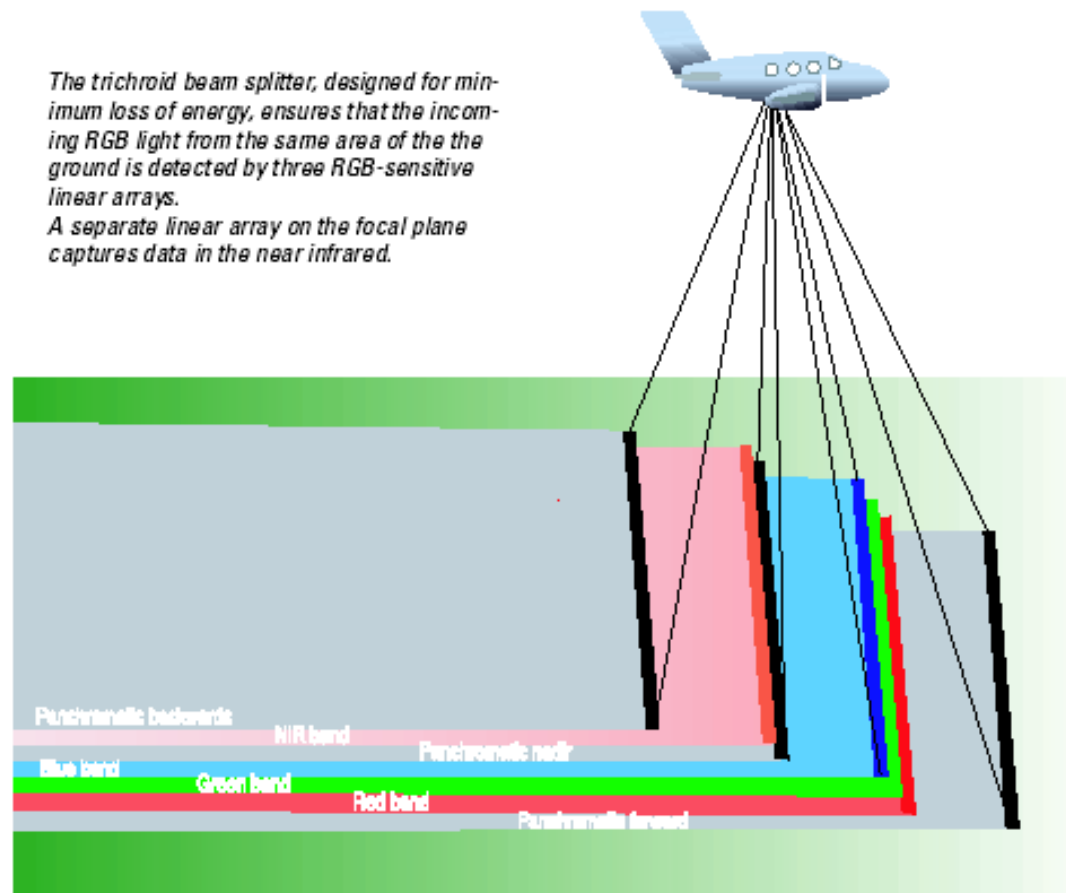 The trichroid beam splitter, designed for min-
imum loss of energy, ensures that the incom-
ing RGB light from the same area of the the
ground is detected by three RGB-sensitive
linear arrays.
A separate linear array on the focal plane
captures data in the near infrared.
Panchromatic backwards
NIR band
Panchromatic nadir
Blue band
Green band
Red band
Panchromatic forward